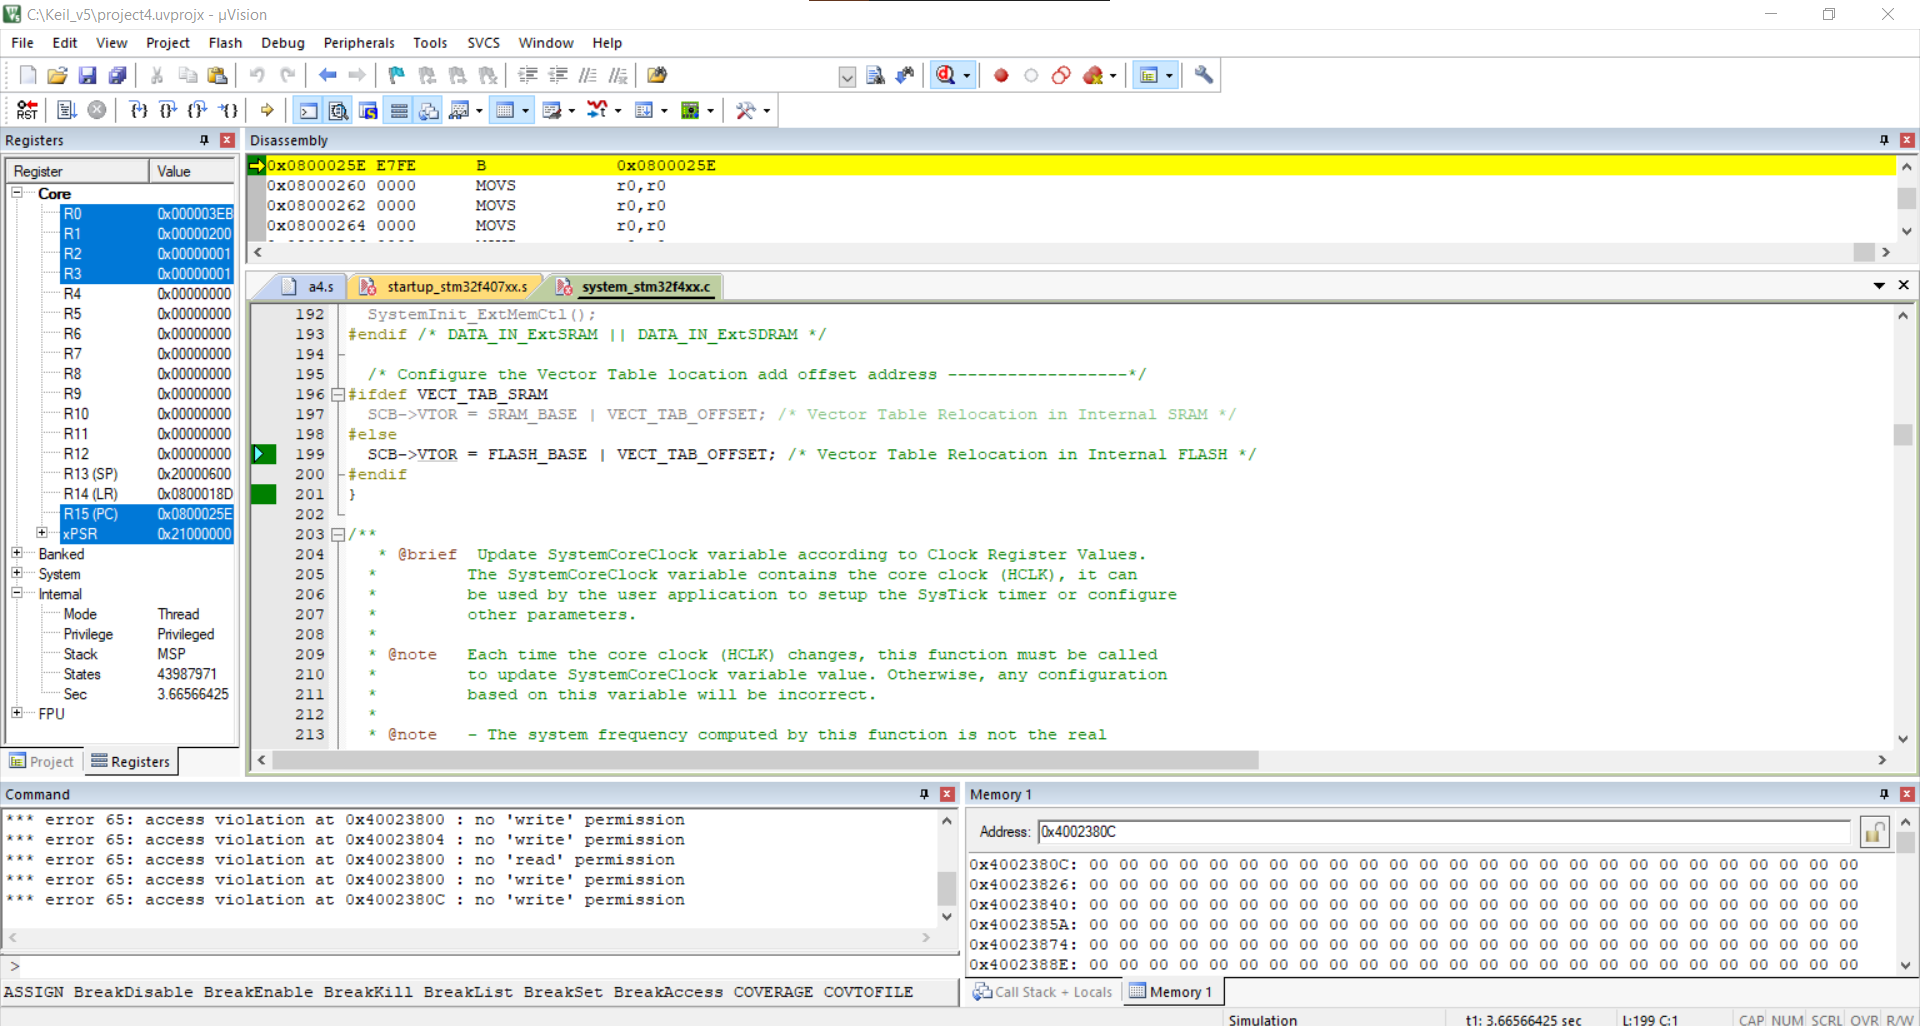 C:\Keil_v5\project4.uvprojx - µVision
File Edit View Project Flash Debug Peripherals Tools SVCS Window Help
RST
Registers
Register Value
Core
R0 0x000003EB
R1 0x00000200
R2 0x00000001
R3 0x00000001
R4 0x00000000
R5 0x00000000
R6 0x00000000
R7 0x00000000
R8 0x00000000
R9 0x00000000
R10 0x00000000
R11 0x00000000
R12 0x00000000
R13 (SP) 0x20000600
R14 (LR) 0x0800018D
R15 (PC) 0x0800025E
xPSR 0x21000000
Banked
System
Internal
Mode Thread
Privilege Privileged
Stack MSP
States 43987971
Sec 3.66566425
FPU
Project Registers
Disassembly
0x0800025E E7FE B 0x0800025E
0x08000260 0000 MOVS r0,r0
0x08000262 0000 MOVS r0,r0
0x08000264 0000 MOVS r0,r0
a4.s startup_stm32f407xx.s system_stm32f4xx.c
192 SystemInit_ExtMemCtl();
193 #endif /* DATA_IN_ExtSRAM || DATA_IN_ExtSDRAM */
194
195 /* Configure the Vector Table location add offset address ------------------*/
196 #ifdef VECT_TAB_SRAM
197 SCB->VTOR = SRAM_BASE | VECT_TAB_OFFSET; /* Vector Table Relocation in Internal SRAM */
198 #else
199 SCB->VTOR = FLASH_BASE | VECT_TAB_OFFSET; /* Vector Table Relocation in Internal FLASH */
200 #endif
201 }
202
203 /**
204 * @brief Update SystemCoreClock variable according to Clock Register Values.
205 * The SystemCoreClock variable contains the core clock (HCLK), it can
206 * be used by the user application to setup the SysTick timer or configure
207 * other parameters.
208 *
209 * @note Each time the core clock (HCLK) changes, this function must be called
210 * to update SystemCoreClock variable value. Otherwise, any configuration
211 * based on this variable will be incorrect.
212 *
213 * @note - The system frequency computed by this function is not the real
Command
*** error 65: access violation at 0x40023800 : no 'write' permission
*** error 65: access violation at 0x40023804 : no 'write' permission
*** error 65: access violation at 0x40023800 : no 'read' permission
*** error 65: access violation at 0x40023800 : no 'write' permission
*** error 65: access violation at 0x4002380C : no 'write' permission
>
ASSIGN BreakDisable BreakEnable BreakKill BreakList BreakSet BreakAccess COVERAGE COVTOFILE
Memory 1
Address: 0x4002380C
0x4002380C: 00 00 00 00 00 00 00 00 00 00 00 00 00 00 00 00 00 00 00 00 00 00 00 00 00 00
0x40023826: 00 00 00 00 00 00 00 00 00 00 00 00 00 00 00 00 00 00 00 00 00 00 00 00 00 00
0x40023840: 00 00 00 00 00 00 00 00 00 00 00 00 00 00 00 00 00 00 00 00 00 00 00 00 00 00
0x4002385A: 00 00 00 00 00 00 00 00 00 00 00 00 00 00 00 00 00 00 00 00 00 00 00 00 00 00
0x40023874: 00 00 00 00 00 00 00 00 00 00 00 00 00 00 00 00 00 00 00 00 00 00 00 00 00 00
0x4002388E: 00 00 00 00 00 00 00 00 00 00 00 00 00 00 00 00 00 00 00 00 00 00 00 00 00 00
Call Stack + Locals Memory 1
Simulation t1: 3.66566425 sec L:199 C:1 CAP NUM SCRL OVR R/W